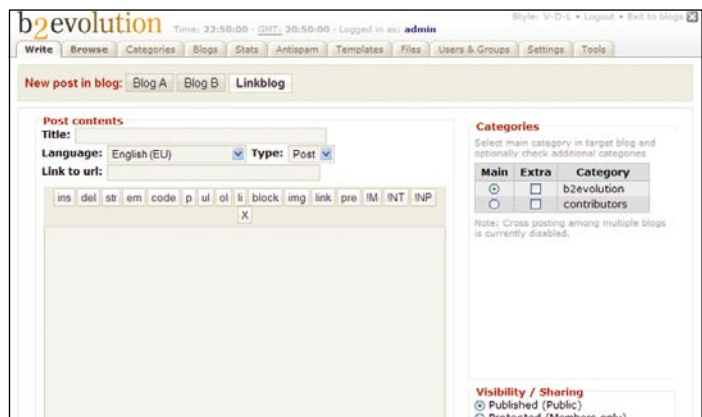 b2evolution Time: 22:50:00 - GMT: 20:50:00 - Logged in as: admin
Style: V-D-L • Logout • Exit to blogs
Write Browse Categories Blogs Stats Antispam Templates Files Users & Groups Settings Tools
New post in blog: Blog A Blog B Linkblog
Post contents
Title:
Language: English (EU) Type: Post
Link to url:
ins del str em code p ul ol li block img link pre !M !NT !NP
X
Categories
Select main category in target blog and
optionally check additional categories
Main Extra Category
b2evolution
contributors
Note: Cross posting among multiple blogs
is currently disabled.
Visibility / Sharing
Published (Public)
Protected (Members only)